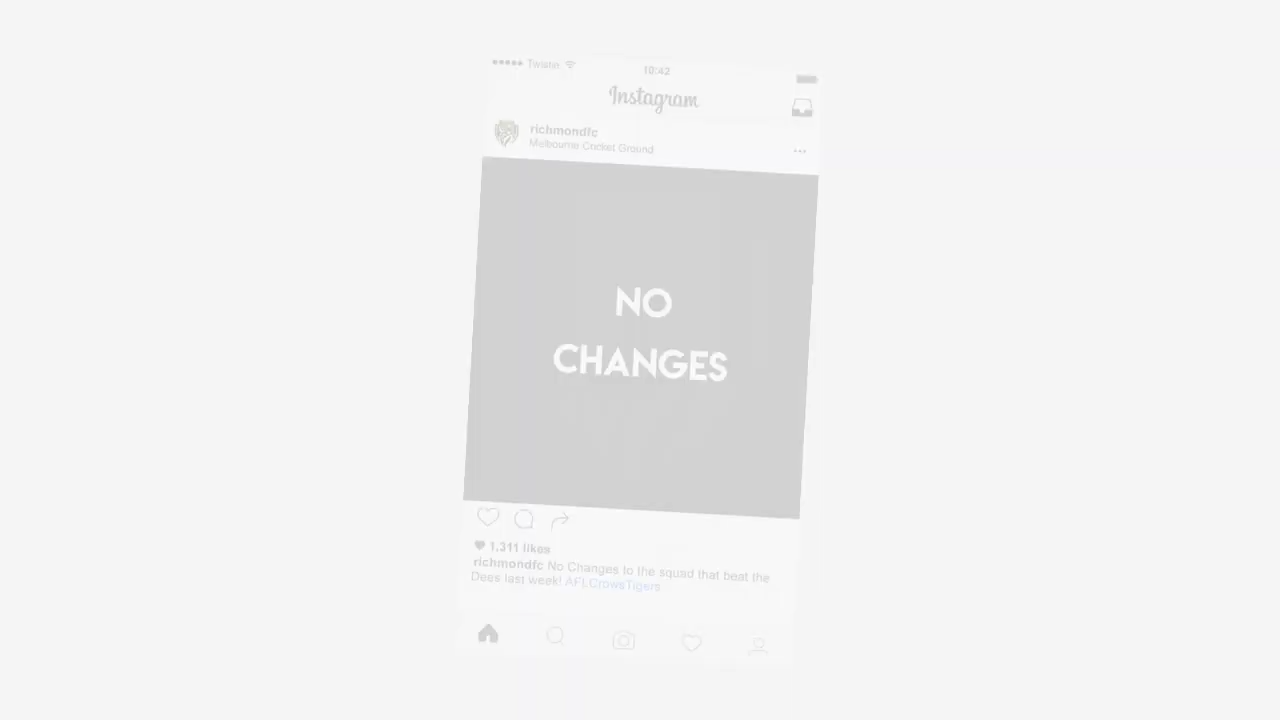 Twistie 10:42
Instagram
richmondfc
Melbourne Cricket Ground
NO
CHANGES
1,311 likes
richmondfc No Changes to the squad that beat the
Dees last week! AFLCrowsTigers